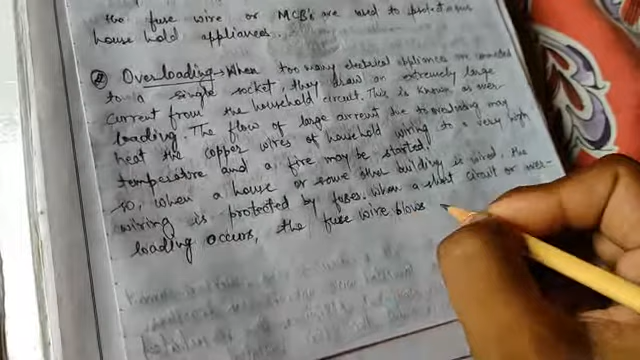 the fuse wire or MCB's are used to protect our
house hold appliances.
Overloading → When too many electrical appliances are connected
to a single socket, they draw an extremely large
current from the household circuit. This is known as over-
loading. The flow of large current due to overloading may
heat the copper wires of household wiring to a very high
temperature and a fire may be started.
so, when a house or some other building is wired, the
wiring is protected by fuses. When a short circuit or over-
loading occurs, the fuse wire blows